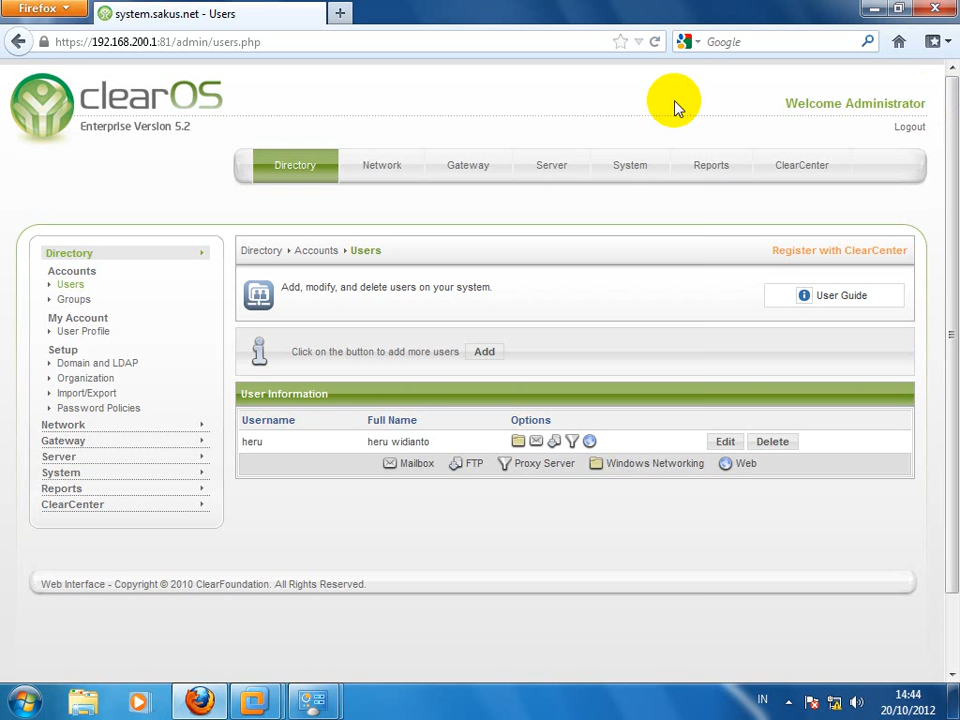 Firefox
system.sakus.net - Users
https://192.168.200.1:81/admin/users.php
Google
clearOS
Enterprise Version 5.2
Welcome Administrator
Logout
Directory
Network
Gateway
Server
System
Reports
ClearCenter
Directory
Accounts
Users
Groups
My Account
User Profile
Setup
Domain and LDAP
Organization
Import/Export
Password Policies
Network
Gateway
Server
System
Reports
ClearCenter
Directory Accounts Users
Register with ClearCenter
Add, modify, and delete users on your system.
User Guide
Click on the button to add more users Add
User Information
Username Full Name Options
heru heru widianto Edit Delete
Mailbox FTP Proxy Server Windows Networking Web
Web Interface - Copyright © 2010 ClearFoundation. All Rights Reserved.
IN
14:44
20/10/2012